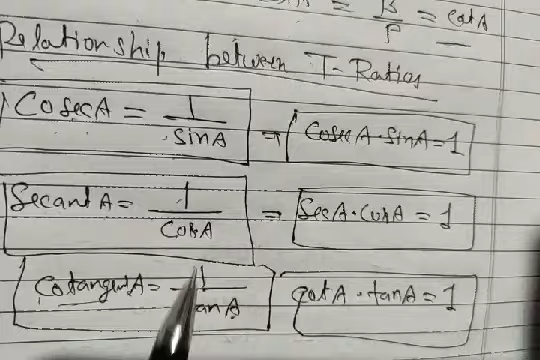 = B/P = cot A
Relationship between T-Ratios
CosecA = 1/sinA ⇒ CosecA · sinA = 1
Secant A = 1/cosA ⇒ SecA · cosA = 1
cotangent A = 1/tanA cot A · tanA = 1